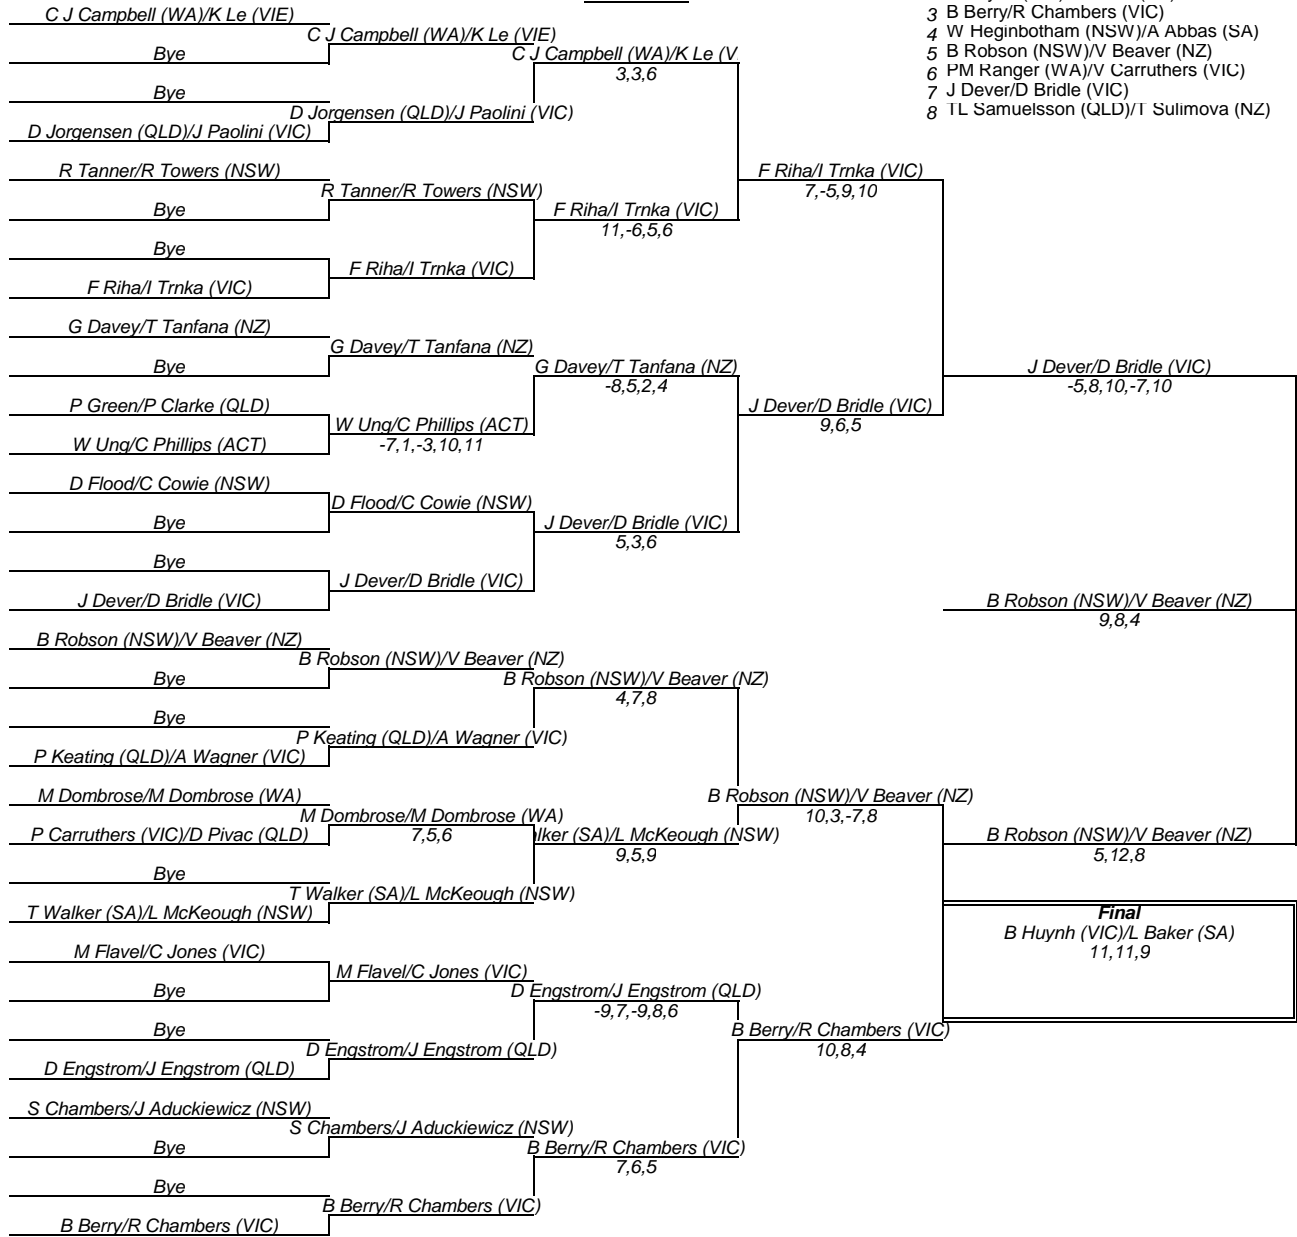 C J Campbell (WA)/K Le (VIE)
Bye
Bye
D Jorgensen (QLD)/J Paolini (VIC)
R Tanner/R Towers (NSW)
Bye
Bye
F Riha/I Trnka (VIC)
G Davey/T Tanfana (NZ)
Bye
P Green/P Clarke (QLD)
W Ung/C Phillips (ACT)
D Flood/C Cowie (NSW)
Bye
Bye
J Dever/D Bridle (VIC)
B Robson (NSW)/V Beaver (NZ)
Bye
Bye
P Keating (QLD)/A Wagner (VIC)
M Dombrose/M Dombrose (WA)
P Carruthers (VIC)/D Pivac (QLD)
Bye
T Walker (SA)/L McKeough (NSW)
M Flavel/C Jones (VIC)
Bye
Bye
D Engstrom/J Engstrom (QLD)
S Chambers/J Aduckiewicz (NSW)
Bye
Bye
B Berry/R Chambers (VIC)
C J Campbell (WA)/K Le (VIE)
D Jorgensen (QLD)/J Paolini (VIC)
R Tanner/R Towers (NSW)
F Riha/I Trnka (VIC)
G Davey/T Tanfana (NZ)
W Ung/C Phillips (ACT)
-7,1,-3,10,11
D Flood/C Cowie (NSW)
J Dever/D Bridle (VIC)
B Robson (NSW)/V Beaver (NZ)
P Keating (QLD)/A Wagner (VIC)
M Dombrose/M Dombrose (WA)
7,5,6
T Walker (SA)/L McKeough (NSW)
M Flavel/C Jones (VIC)
D Engstrom/J Engstrom (QLD)
S Chambers/J Aduckiewicz (NSW)
B Berry/R Chambers (VIC)
C J Campbell (WA)/K Le (V
3,3,6
F Riha/I Trnka (VIC)
11,-6,5,6
G Davey/T Tanfana (NZ)
-8,5,2,4
J Dever/D Bridle (VIC)
5,3,6
B Robson (NSW)/V Beaver (NZ)
4,7,8
lker (SA)/L McKeough (NSW)
9,5,9
D Engstrom/J Engstrom (QLD)
-9,7,-9,8,6
B Berry/R Chambers (VIC)
7,6,5
F Riha/I Trnka (VIC)
7,-5,9,10
J Dever/D Bridle (VIC)
9,6,5
B Robson (NSW)/V Beaver (NZ)
10,3,-7,8
B Berry/R Chambers (VIC)
10,8,4
3 B Berry/R Chambers (VIC)
4 W Heginbotham (NSW)/A Abbas (SA)
5 B Robson (NSW)/V Beaver (NZ)
6 PM Ranger (WA)/V Carruthers (VIC)
7 J Dever/D Bridle (VIC)
8 TL Samuelsson (QLD)/T Sulimova (NZ)
J Dever/D Bridle (VIC)
-5,8,10,-7,10
B Robson (NSW)/V Beaver (NZ)
9,8,4
B Robson (NSW)/V Beaver (NZ)
5,12,8
Final
B Huynh (VIC)/L Baker (SA)
11,11,9